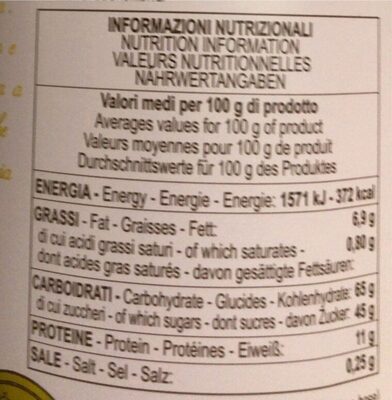 INFORMAZIONI NUTRIZIONALI
NUTRITION INFORMATION
VALEURS NUTRITIONNELLES
NÄHRWERTANGABEN
Valori medi per 100 g di prodotto
Averages values for 100 g of product
Valeurs moyennes pour 100 g de produit
Durchschnittswerte für 100 g des Produktes
ENERGIA - Energy - Energie - Energie: 1571 kJ - 372 kcal
GRASSI - Fat - Graisses - Fett: 6,9 g
di cui acidi grassi saturi - of which saturates - 0,80 g
dont acides gras saturés - davon gesättigte Fettsäuren:
CARBOIDRATI - Carbohydrate - Glucides - Kohlenhydrate: 65 g
di cui zuccheri - of which sugars - dont sucres - davon Zucker: 45 g
PROTEINE - Protein - Protéines - Eiweiß: 11 g
SALE - Salt - Sel - Salz: 0,25 g